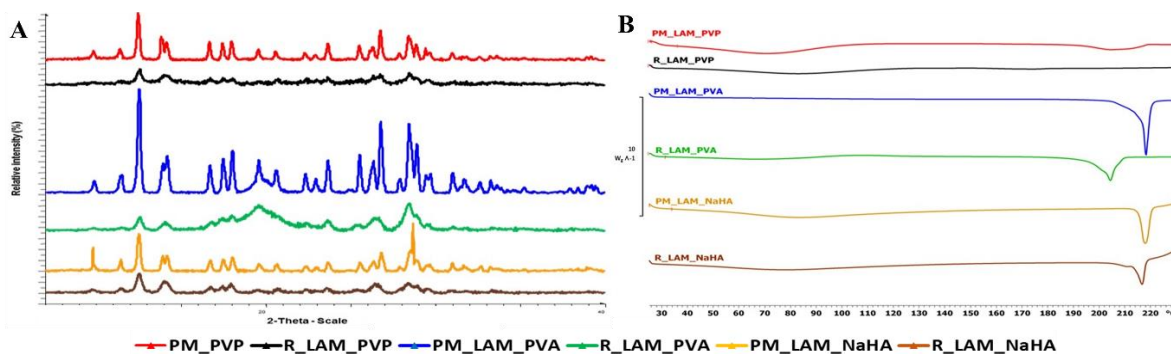 A
Relative Intensity (%)
20
40
2-Theta - Scale
B
PM_LAM_PVP
R_LAM_PVP
PM_LAM_PVA
10
W_g ^-1
R_LAM_PVA
PM_LAM_NaHA
R_LAM_NaHA
30 40 50 60 70 80 90 100 110 120 130 140 150 160 170 180 190 200 210 220
PM_PVP R_LAM_PVP PM_LAM_PVA R_LAM_PVA PM_LAM_NaHA R_LAM_NaHA